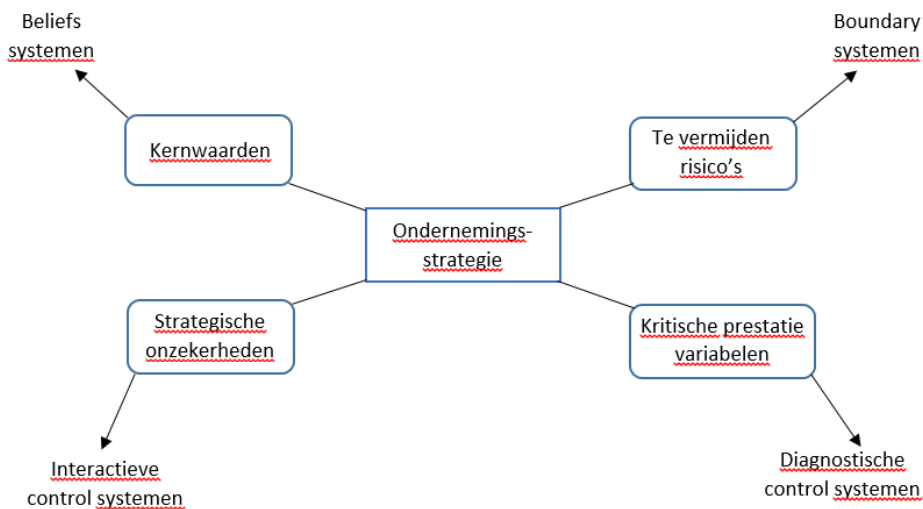 Beliefs
systemen
Boundary
systemen
Kernwaarden
Te vermijden
risico's
Ondernemings-
strategie
Strategische
onzekerheden
Kritische prestatie
variabelen
Interactieve
control systemen
Diagnostische
control systemen